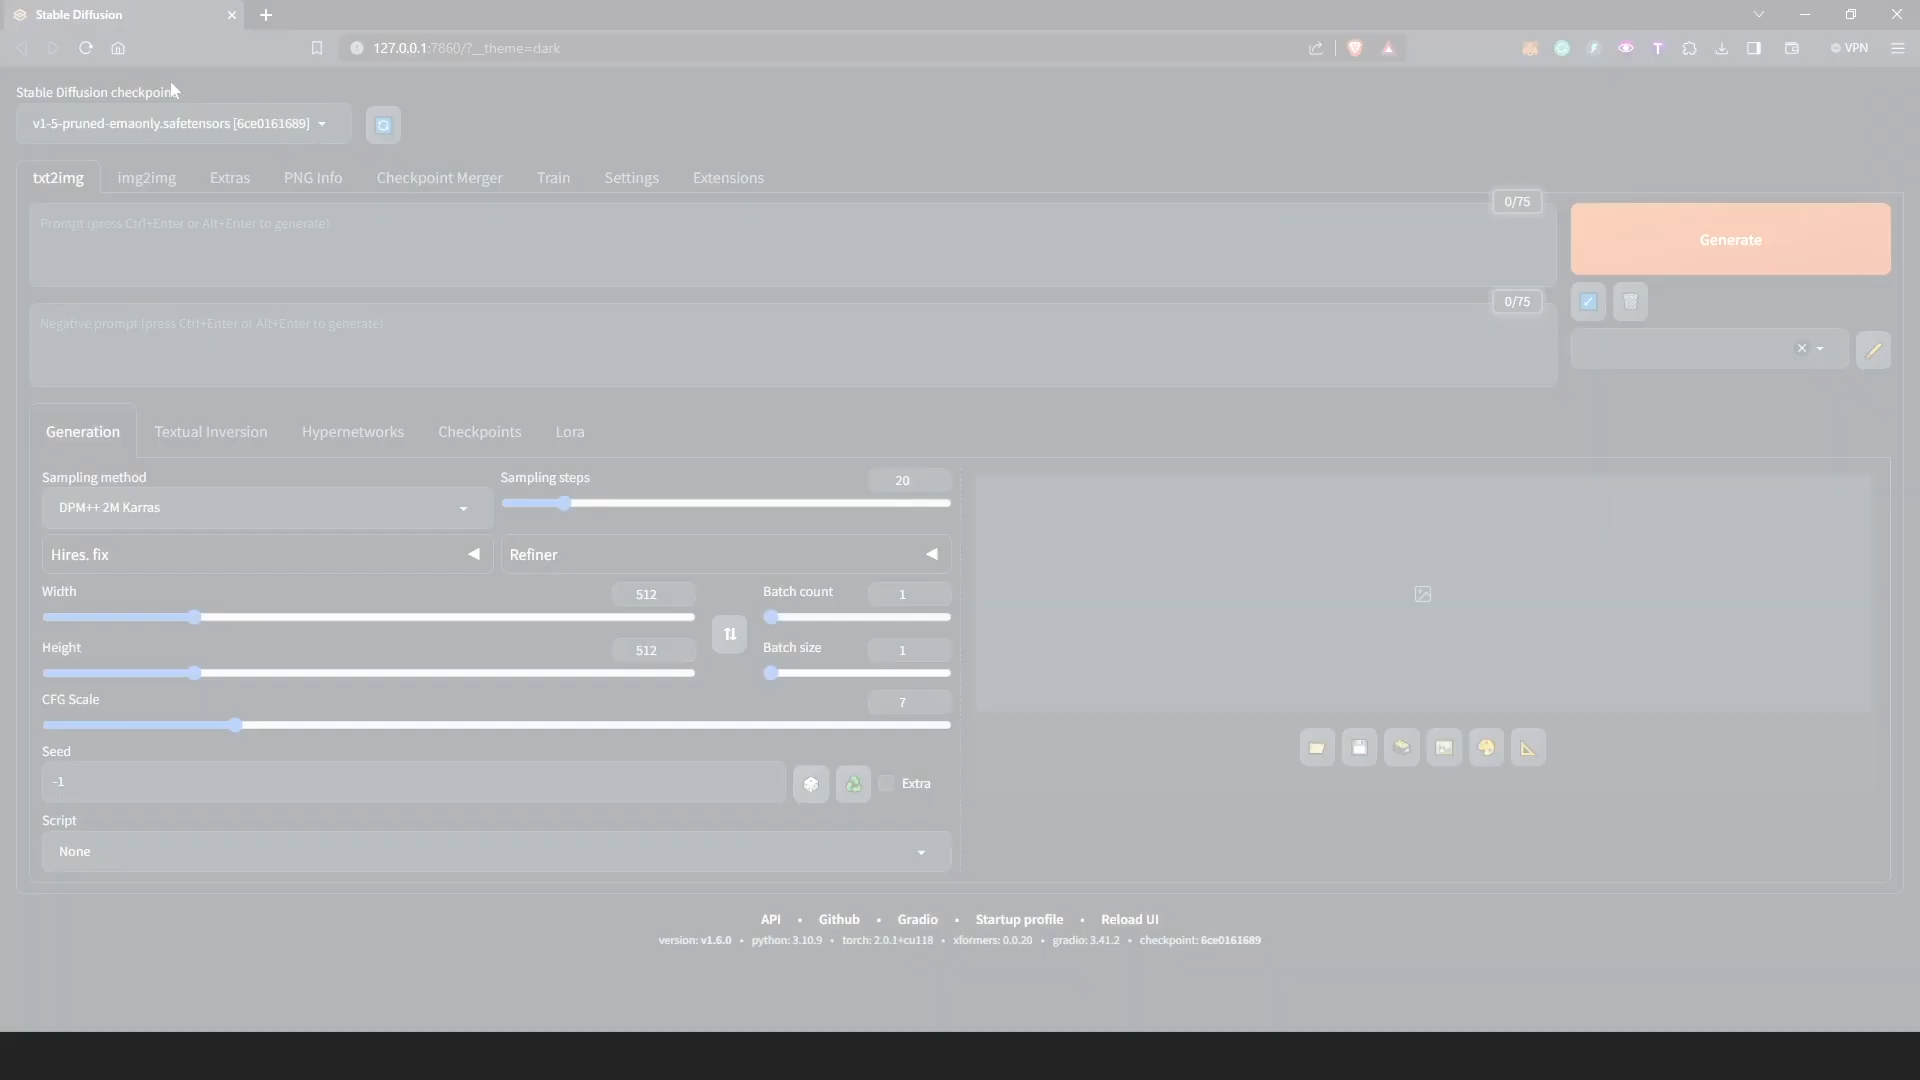 Stable Diffusion
127.0.0.1:7860/?__theme=dark
VPN
Stable Diffusion checkpoint
v1-5-pruned-emaonly.safetensors [6ce0161689]
txt2img img2img Extras PNG Info Checkpoint Merger Train Settings Extensions
0/75
Prompt (press Ctrl+Enter or Alt+Enter to generate)
Generate
0/75
Negative prompt (press Ctrl+Enter or Alt+Enter to generate)
Generation Textual Inversion Hypernetworks Checkpoints Lora
Sampling method Sampling steps 20
DPM++ 2M Karras
Hires. fix Refiner
Width 512 Batch count 1
Height 512 Batch size 1
CFG Scale 7
Seed
-1
Extra
Script
None
API • Github • Gradio • Startup profile • Reload UI
version: v1.6.0 • python: 3.10.9 • torch: 2.0.1+cu118 • xformers: 0.0.20 • gradio: 3.41.2 • checkpoint: 6ce0161689